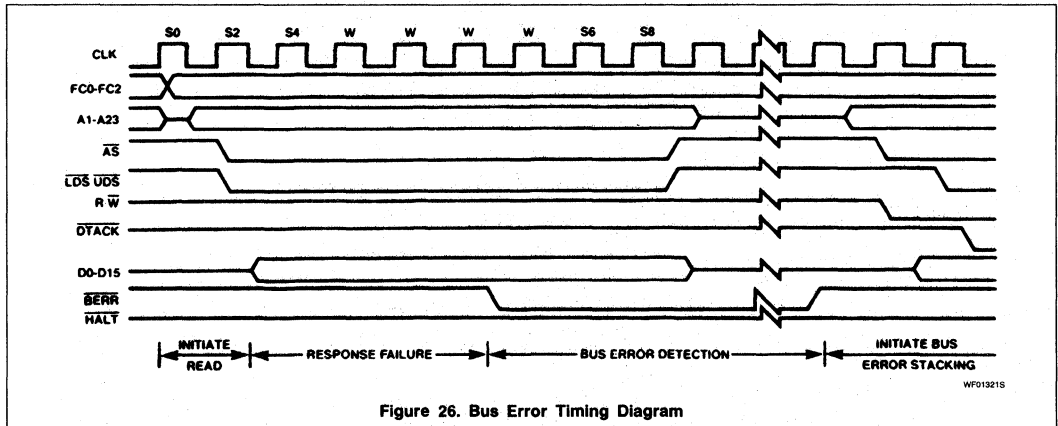 S0 S2 S4 W W W W S6 S8
CLK
FC0-FC2
A1-A23
AS
LDS UDS
R W
DTACK
D0-D15
BERR
HALT
INITIATE READ
RESPONSE FAILURE
BUS ERROR DETECTION
INITIATE BUS ERROR STACKING
WF01321S
Figure 26. Bus Error Timing Diagram